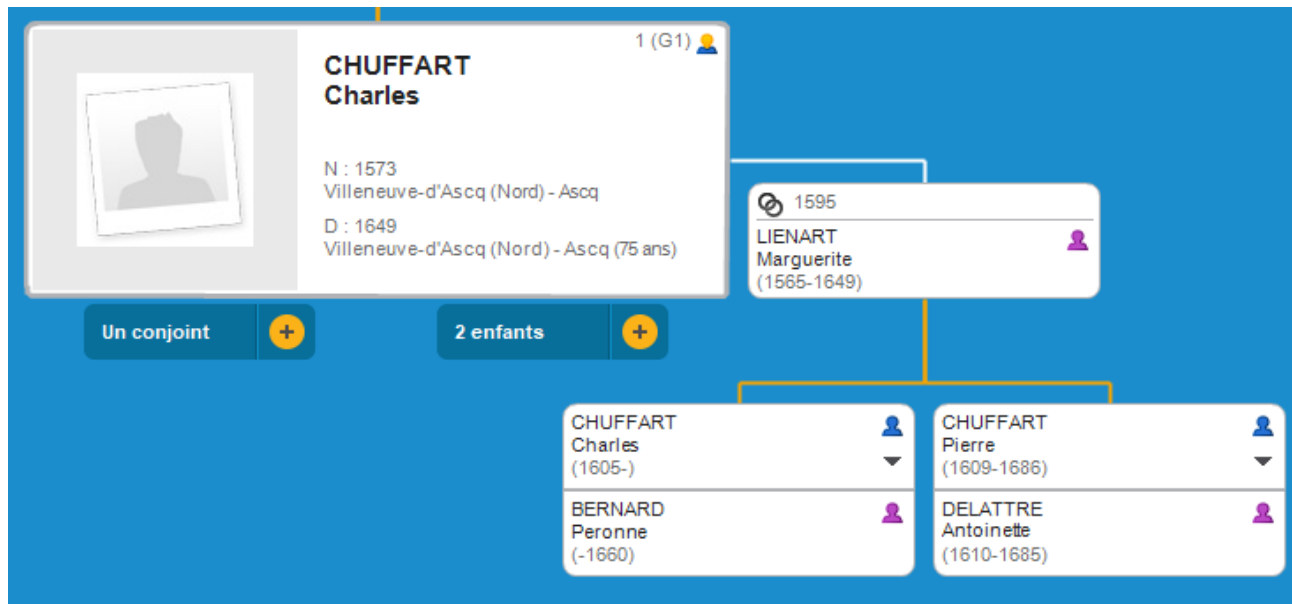 1 (G1)
CHUFFART
Charles
N : 1573
Villeneuve-d'Ascq (Nord) - Ascq
D : 1649
Villeneuve-d'Ascq (Nord) - Ascq (75 ans)
Un conjoint +
2 enfants +
1595
LIENART
Marguerite
(1565-1649)
CHUFFART
Charles
(1605-)
BERNARD
Peronne
(-1660)
CHUFFART
Pierre
(1609-1686)
DELATTRE
Antoinette
(1610-1685)